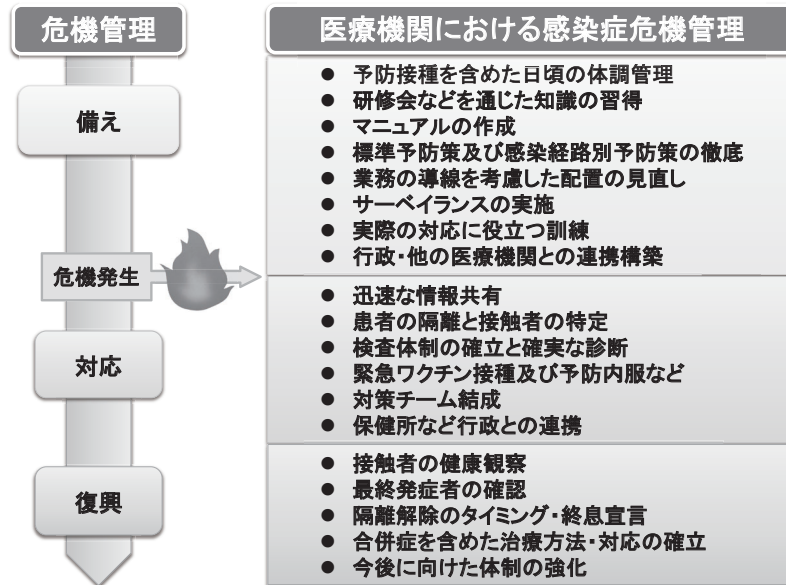 危機管理
医療機関における感染症危機管理
備え
● 予防接種を含めた日頃の体調管理
● 研修会などを通じた知識の習得
● マニュアルの作成
● 標準予防策及び感染経路別予防策の徹底
● 業務の導線を考慮した配置の見直し
● サーベイランスの実施
● 実際の対応に役立つ訓練
● 行政・他の医療機関との連携構築
危機発生
対応
● 迅速な情報共有
● 患者の隔離と接触者の特定
● 検査体制の確立と確実な診断
● 緊急ワクチン接種及び予防内服など
● 対策チーム結成
● 保健所など行政との連携
復興
● 接触者の健康観察
● 最終発症者の確認
● 隔離解除のタイミング・終息宣言
● 合併症を含めた治療方法・対応の確立
● 今後に向けた体制の強化